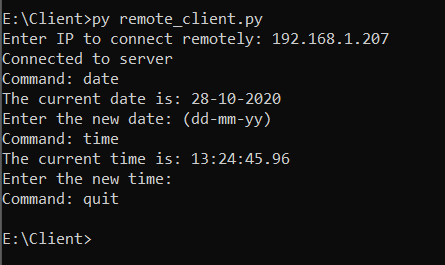 E:\Client>py remote_client.py
Enter IP to connect remotely: 192.168.1.207
Connected to server
Command: date
The current date is: 28-10-2020
Enter the new date: (dd-mm-yy)
Command: time
The current time is: 13:24:45.96
Enter the new time:
Command: quit
E:\Client>